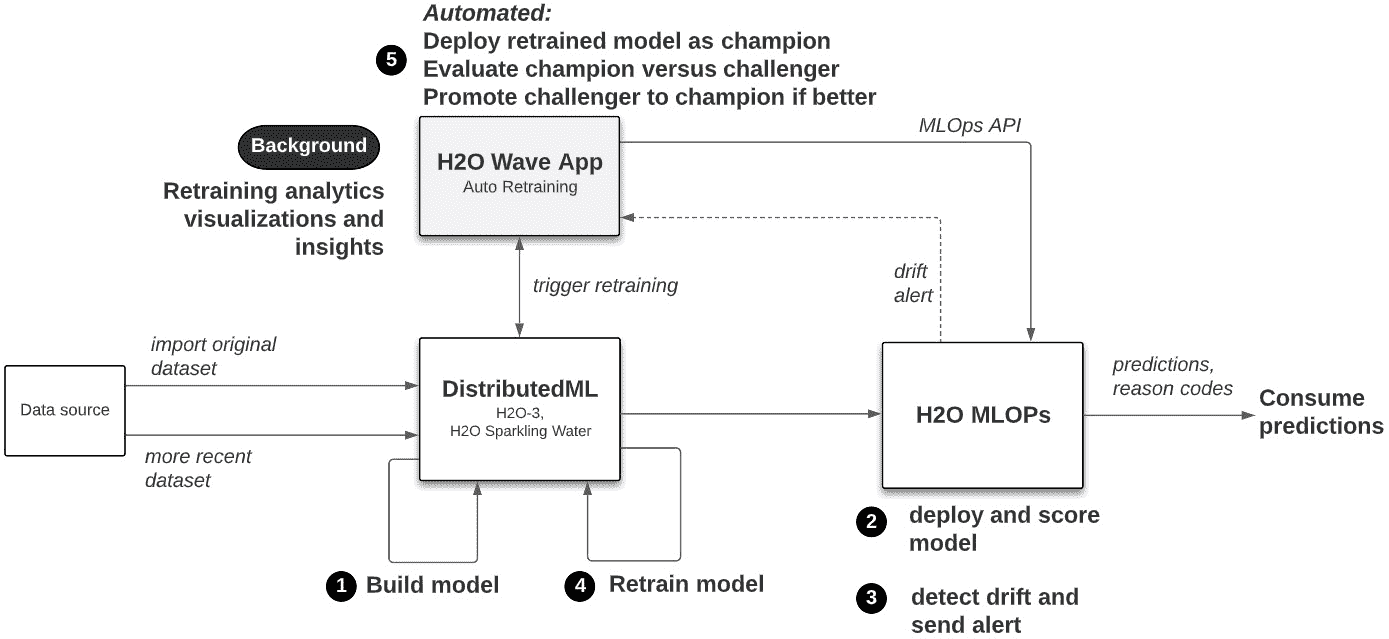 Automated:
5
Deploy retrained model as champion
Evaluate champion versus challenger
Promote challenger to champion if better
MLOps API
Background
H2O Wave App
Auto Retraining
Retraining analytics
visualizations and
insights
drift
alert
trigger retraining
import original
dataset
Data source
more recent
dataset
DistributedML
H2O-3,
H2O Sparkling Water
H2O MLOPs
predictions,
reason codes
Consume
predictions
1 Build model
4 Retrain model
2 deploy and score
model
3 detect drift and
send alert